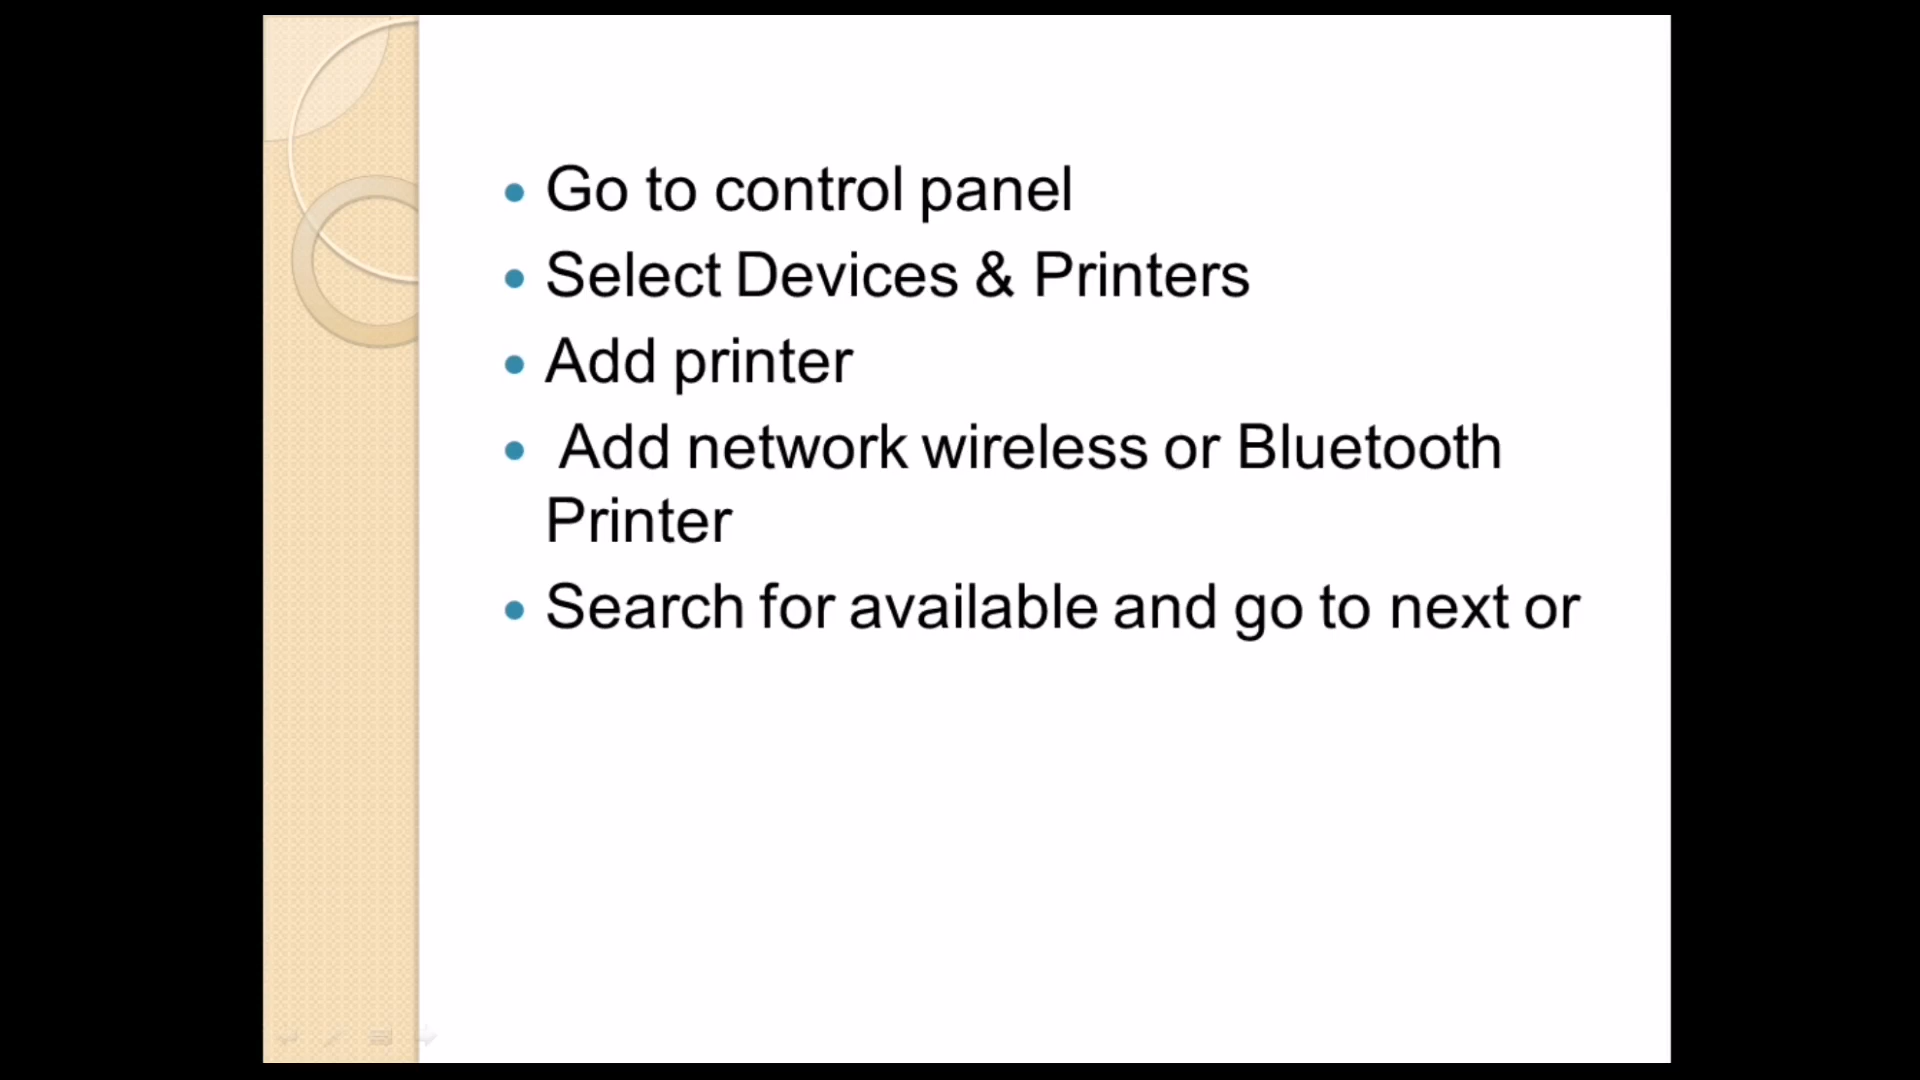 • Go to control panel
• Select Devices & Printers
• Add printer
• Add network wireless or Bluetooth
Printer
• Search for available and go to next or